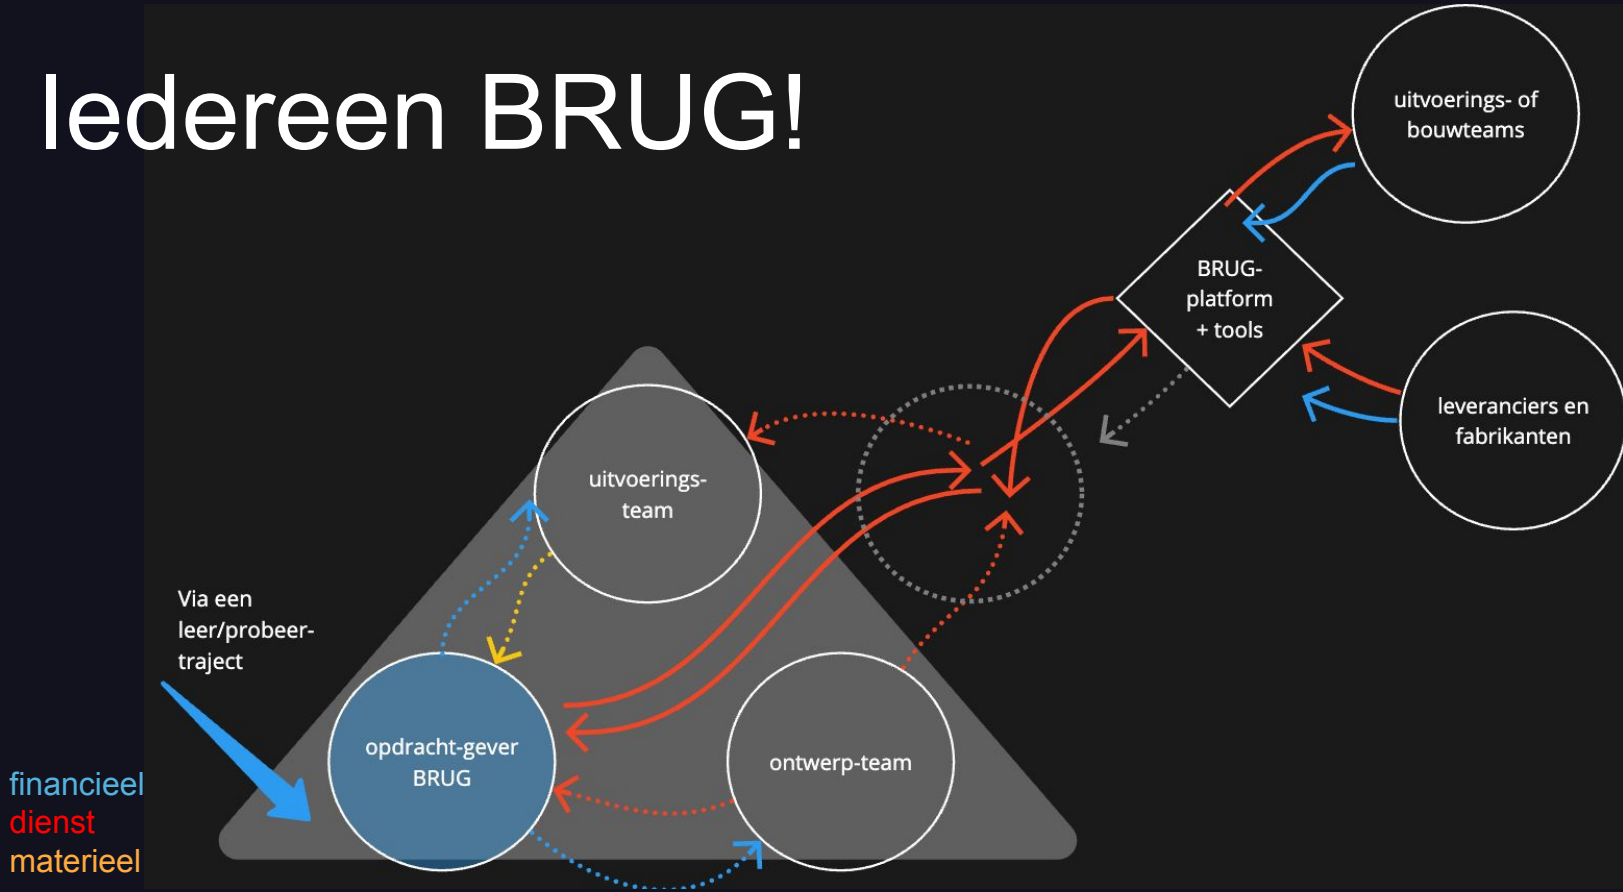 Iedereen BRUG!
uitvoerings- of
bouwteams
BRUG-
platform
+ tools
leveranciers en
fabrikanten
uitvoerings-
team
Via een
leer/probeer-
traject
opdracht-gever
BRUG
ontwerp-team
financieel
dienst
materieel